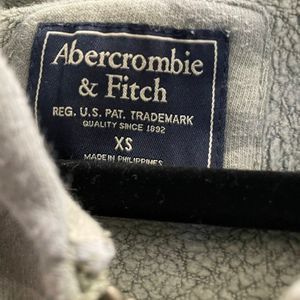 Abercrombie
& Fitch
REG. U.S. PAT. TRADEMARK
QUALITY SINCE 1892
XS
MADE IN PHILIPPINES